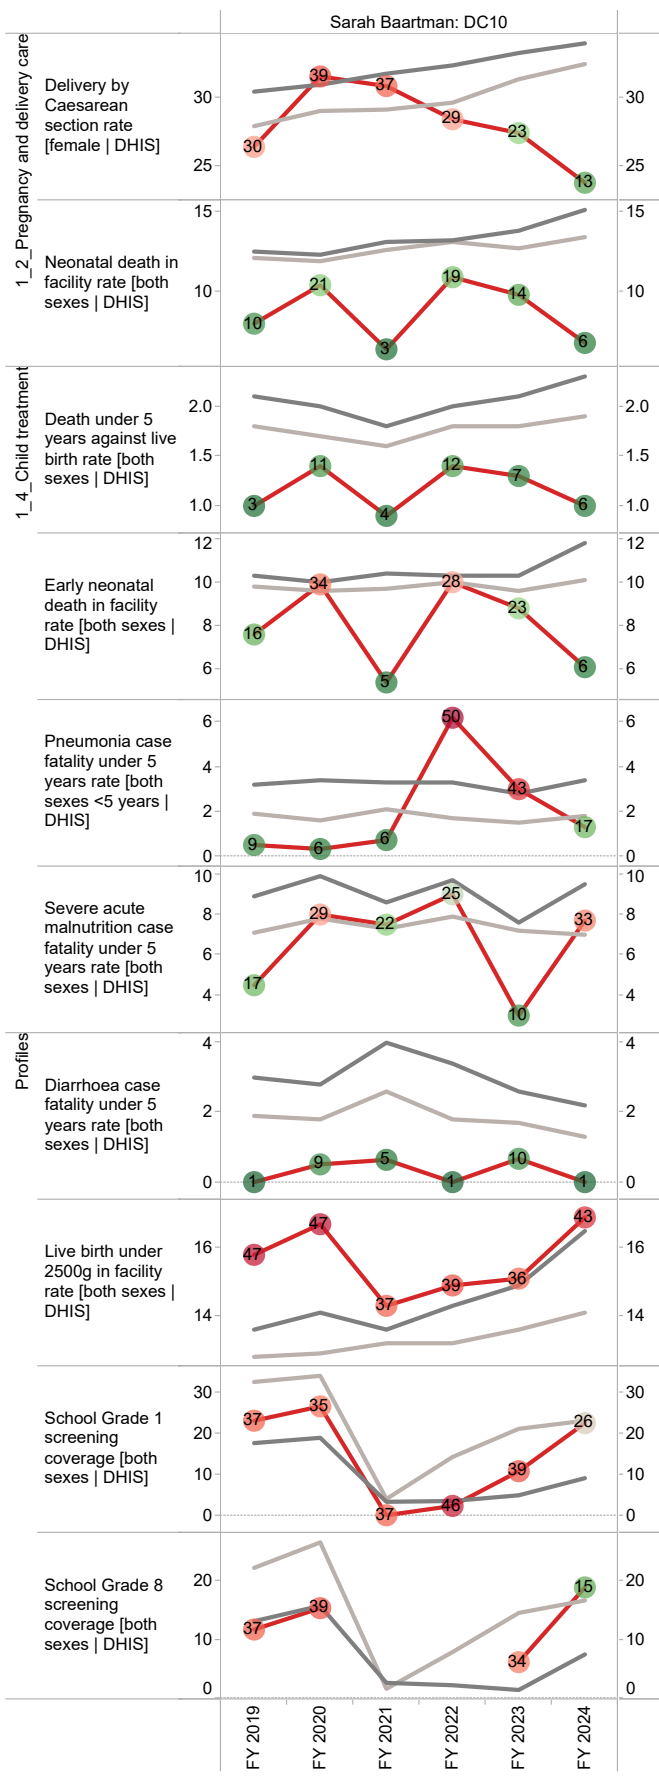 Sarah Baartman: DC10
1_2_Pregnancy and delivery care
Delivery by
Caesarean
section rate
[female | DHIS]
30
25
30
39
37
29
23
13
30
25
Neonatal death in
facility rate [both
sexes | DHIS]
15
10
10
21
3
19
14
6
15
10
1_4_Child treatment
Death under 5
years against live
birth rate [both
sexes | DHIS]
2.0
1.5
1.0
3
11
4
12
7
6
2.0
1.5
1.0
Early neonatal
death in facility
rate [both sexes |
DHIS]
12
10
8
6
16
34
5
28
23
6
12
10
8
6
Pneumonia case
fatality under 5
years rate [both
sexes <5 years |
DHIS]
6
4
2
0
9
6
6
50
43
17
6
4
2
0
Severe acute
malnutrition case
fatality under 5
years rate [both
sexes | DHIS]
10
8
6
4
17
29
22
25
10
33
10
8
6
4
Profiles
Diarrhoea case
fatality under 5
years rate [both
sexes | DHIS]
4
2
0
1
9
5
1
10
1
4
2
0
Live birth under
2500g in facility
rate [both sexes |
DHIS]
16
14
47
47
37
39
36
43
16
14
School Grade 1
screening
coverage [both
sexes | DHIS]
30
20
10
0
37
35
37
46
39
26
30
20
10
0
School Grade 8
screening
coverage [both
sexes | DHIS]
20
10
0
37
39
34
15
20
10
0
FY 2019
FY 2020
FY 2021
FY 2022
FY 2023
FY 2024